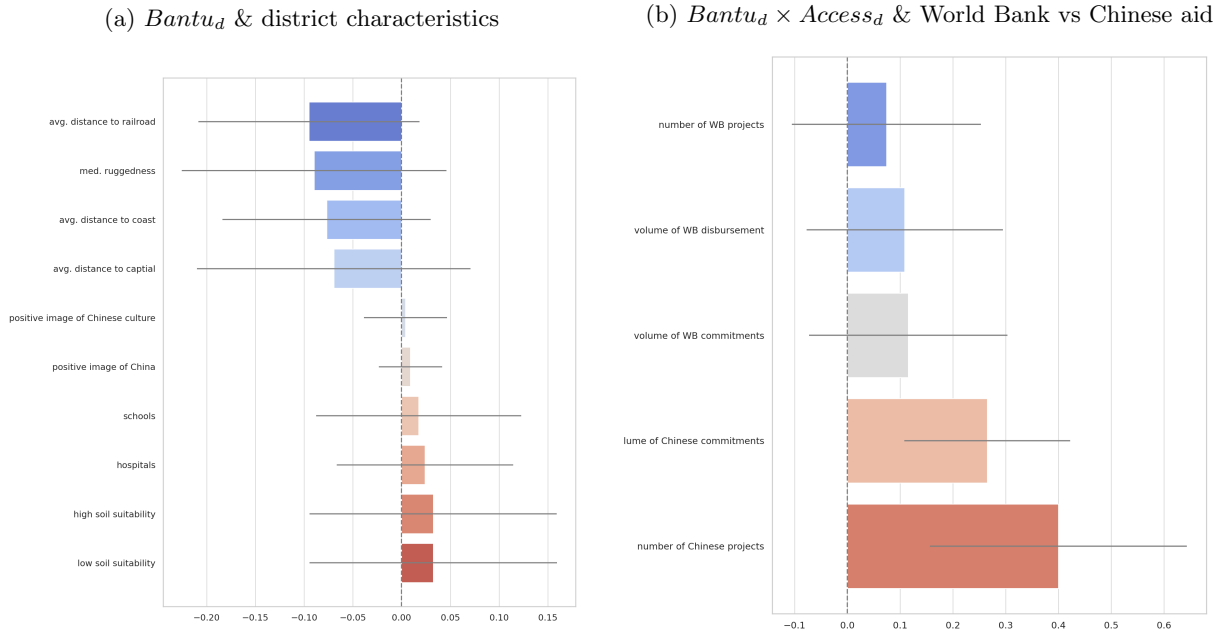 (a) Bantu_d & district characteristics
avg. distance to railroad
med. ruggedness
avg. distance to coast
avg. distance to captial
positive image of Chinese culture
positive image of China
schools
hospitals
high soil suitability
low soil suitability
−0.20 −0.15 −0.10 −0.05 0.00 0.05 0.10 0.15
(b) Bantu_d × Access_d & World Bank vs Chinese aid
number of WB projects
volume of WB disbursement
volume of WB commitments
lume of Chinese commitments
number of Chinese projects
−0.1 0.0 0.1 0.2 0.3 0.4 0.5 0.6